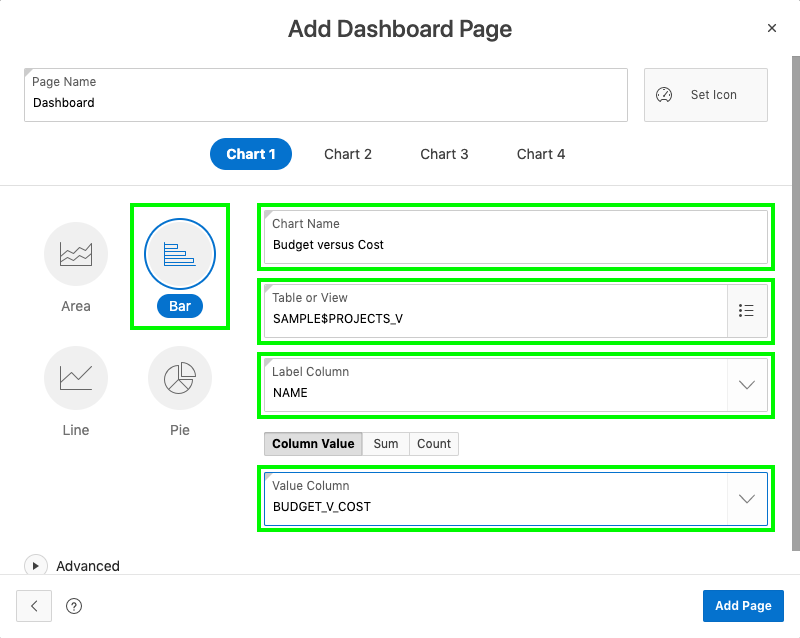 Add Dashboard Page
Page Name
Dashboard
Set Icon
Chart 1
Chart 2
Chart 3
Chart 4
Area
Bar
Line
Pie
Chart Name
Budget versus Cost
Table or View
SAMPLE$PROJECTS_V
Label Column
NAME
Column Value
Sum
Count
Value Column
BUDGET_V_COST
Advanced
?
Add Page